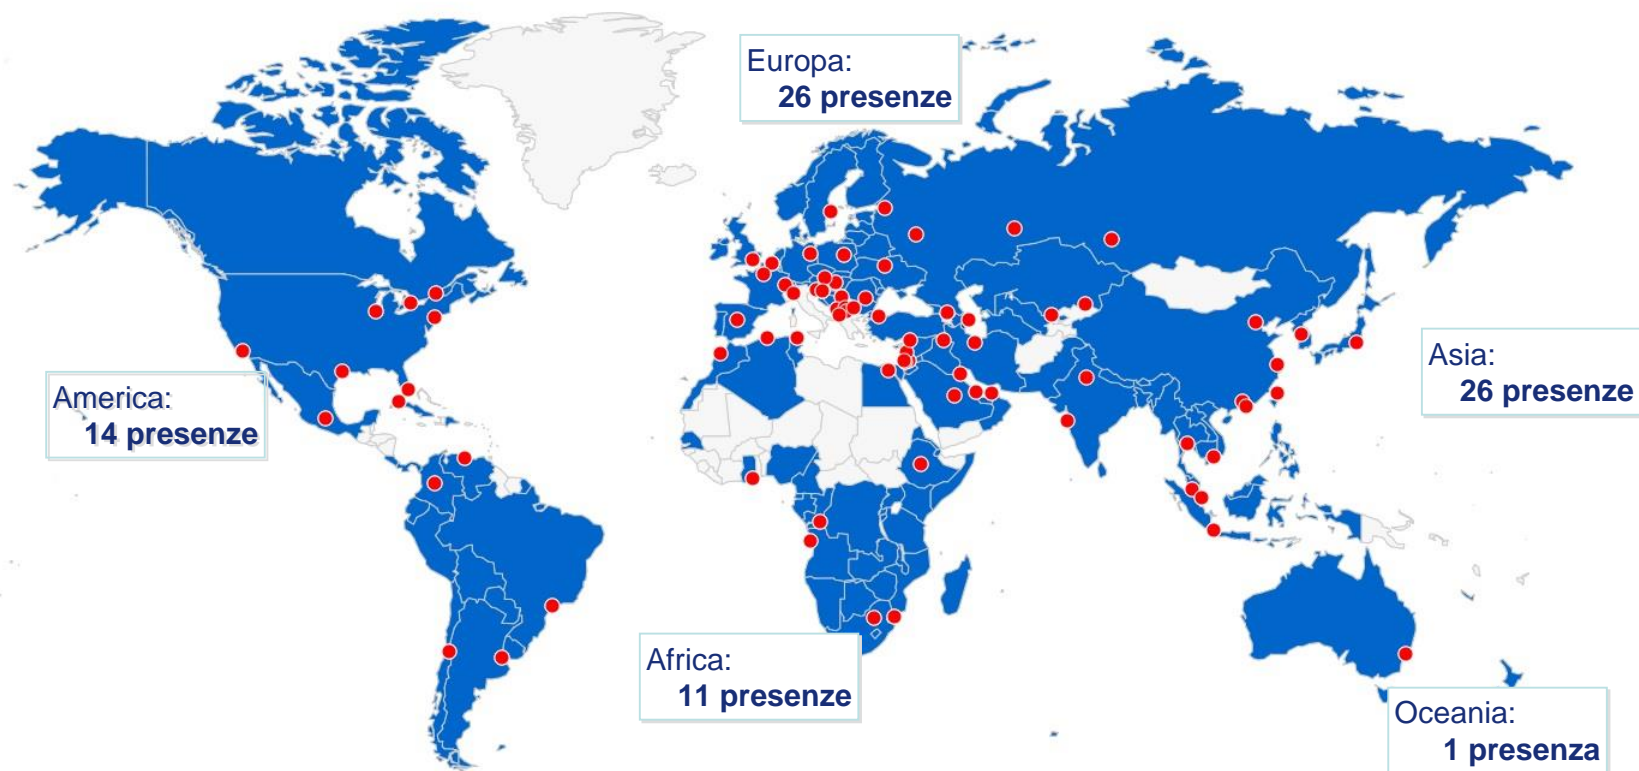 Europa:
26 presenze
Asia:
26 presenze
America:
14 presenze
Africa:
11 presenze
Oceania:
1 presenza